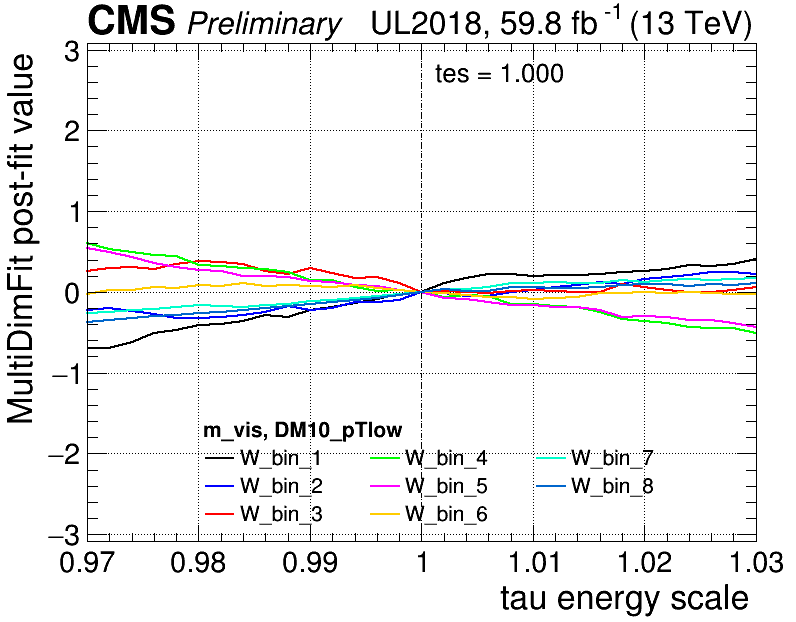 CMS Preliminary UL2018, 59.8 fb⁻¹ (13 TeV)
MultiDimFit post-fit value
3
2
1
0
−1
−2
−3
tes = 1.000
m_vis, DM10_pTlow
W_bin_1 W_bin_4 W_bin_7
W_bin_2 W_bin_5 W_bin_8
W_bin_3 W_bin_6
0.97 0.98 0.99 1 1.01 1.02 1.03
tau energy scale